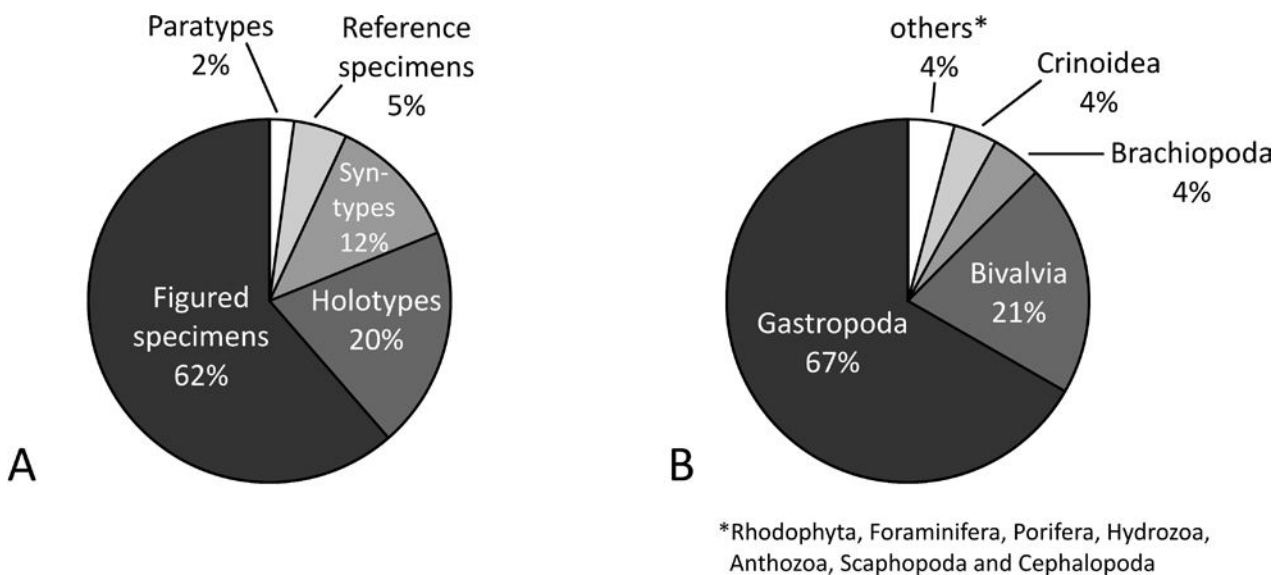 Paratypes
2%
Reference
specimens
5%
Syn-
types
12%
Holotypes
20%
Figured
specimens
62%
A
others*
4%
Crinoidea
4%
Brachiopoda
4%
Bivalvia
21%
Gastropoda
67%
B
*Rhodophyta, Foraminifera, Porifera, Hydrozoa,
Anthozoa, Scaphopoda and Cephalopoda